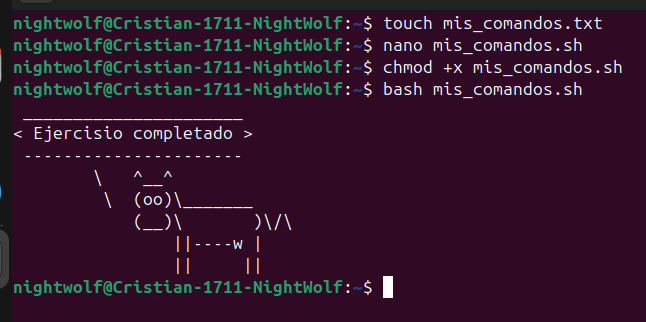 nightwolf@Cristian-1711-NightWolf:~$ touch mis_comandos.txt
nightwolf@Cristian-1711-NightWolf:~$ nano mis_comandos.sh
nightwolf@Cristian-1711-NightWolf:~$ chmod +x mis_comandos.sh
nightwolf@Cristian-1711-NightWolf:~$ bash mis_comandos.sh
 ______________________
< Ejercisio completado >
 ----------------------
        \   ^__^
         \  (oo)\_______
            (__)\       )\/\
                ||----w |
                ||     ||
nightwolf@Cristian-1711-NightWolf:~$